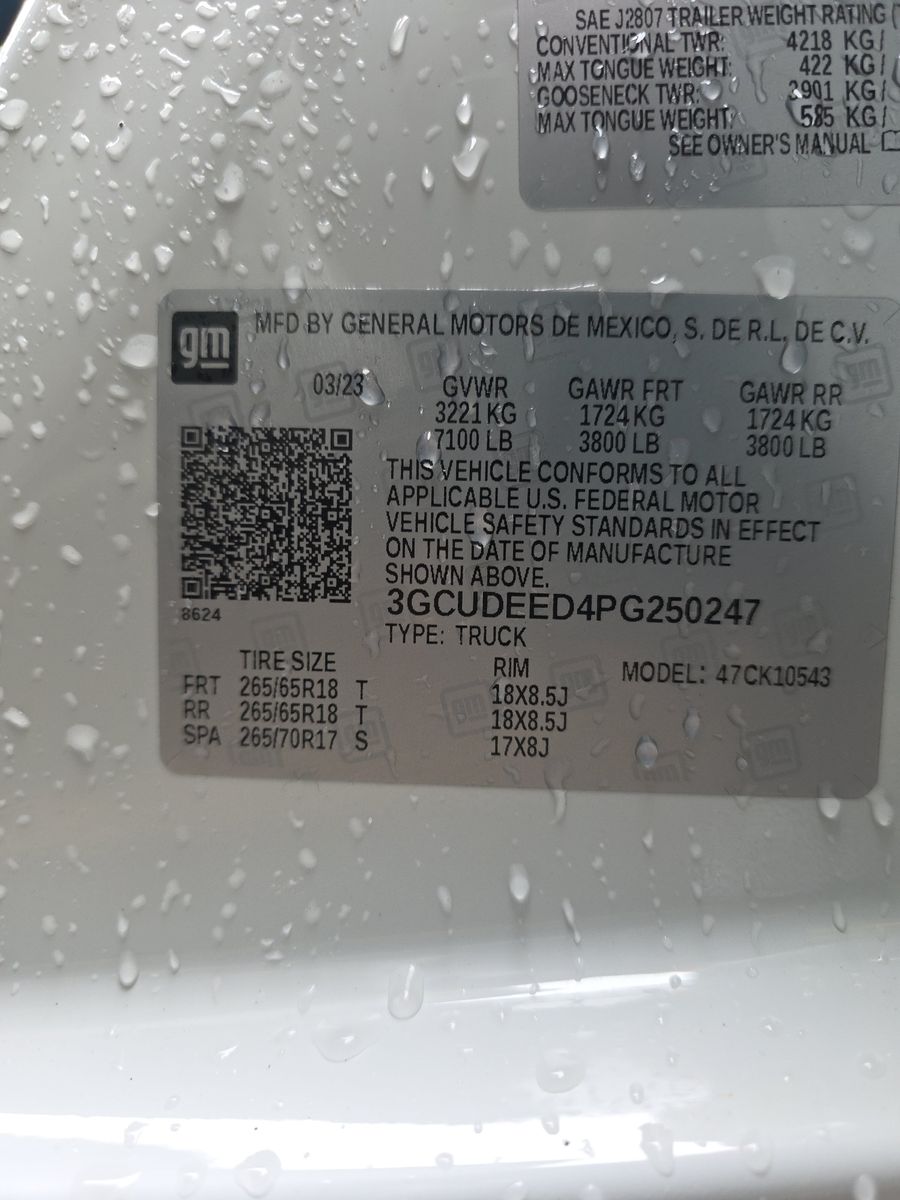 SAE J2807 TRAILER WEIGHT RATING (
CONVENTIONAL TWR: 4218 KG /
MAX TONGUE WEIGHT: 422 KG /
GOOSENECK TWR: 3901 KG /
MAX TONGUE WEIGHT: 585 KG /
SEE OWNER'S MANUAL
gm MFD BY GENERAL MOTORS DE MEXICO, S. DE R.L. DE C.V.
03/23 GVWR GAWR FRT GAWR RR
3221 KG 1724 KG 1724 KG
7100 LB 3800 LB 3800 LB
THIS VEHICLE CONFORMS TO ALL
APPLICABLE U.S. FEDERAL MOTOR
VEHICLE SAFETY STANDARDS IN EFFECT
ON THE DATE OF MANUFACTURE
SHOWN ABOVE.
8624 3GCUDEED4PG250247
TYPE: TRUCK
TIRE SIZE RIM MODEL: 47CK10543
FRT 265/65R18 T 18X8.5J
RR 265/65R18 T 18X8.5J
SPA 265/70R17 S 17X8J